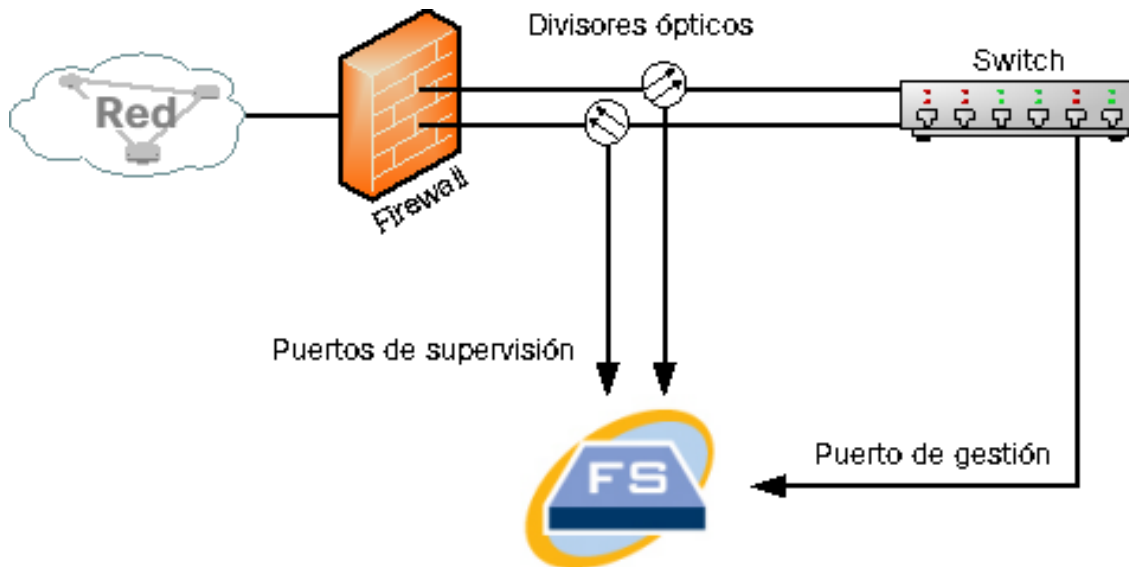 Divisores ópticos
Switch
Red
Firewall
Puertos de supervisión
Puerto de gestión
FS